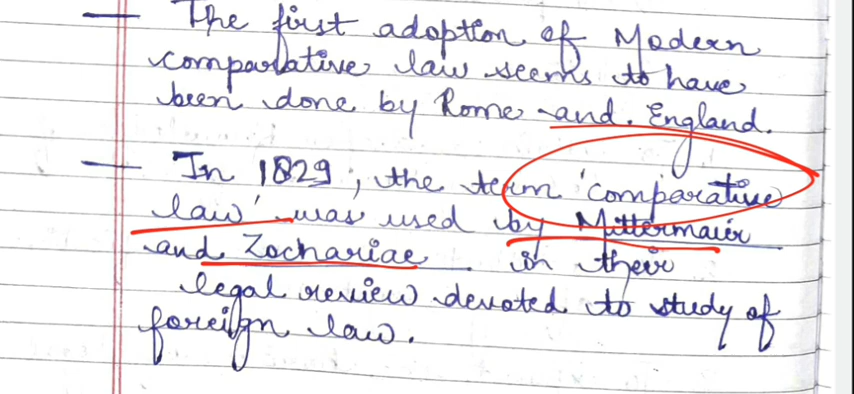 — The first adoption of Modern
comparative law seems to have
been done by Rome and. England.
— In 1829, the term 'comparative
law' was used by Mittermaier
and Zochariae in their
legal review devoted to study of
foreign law.